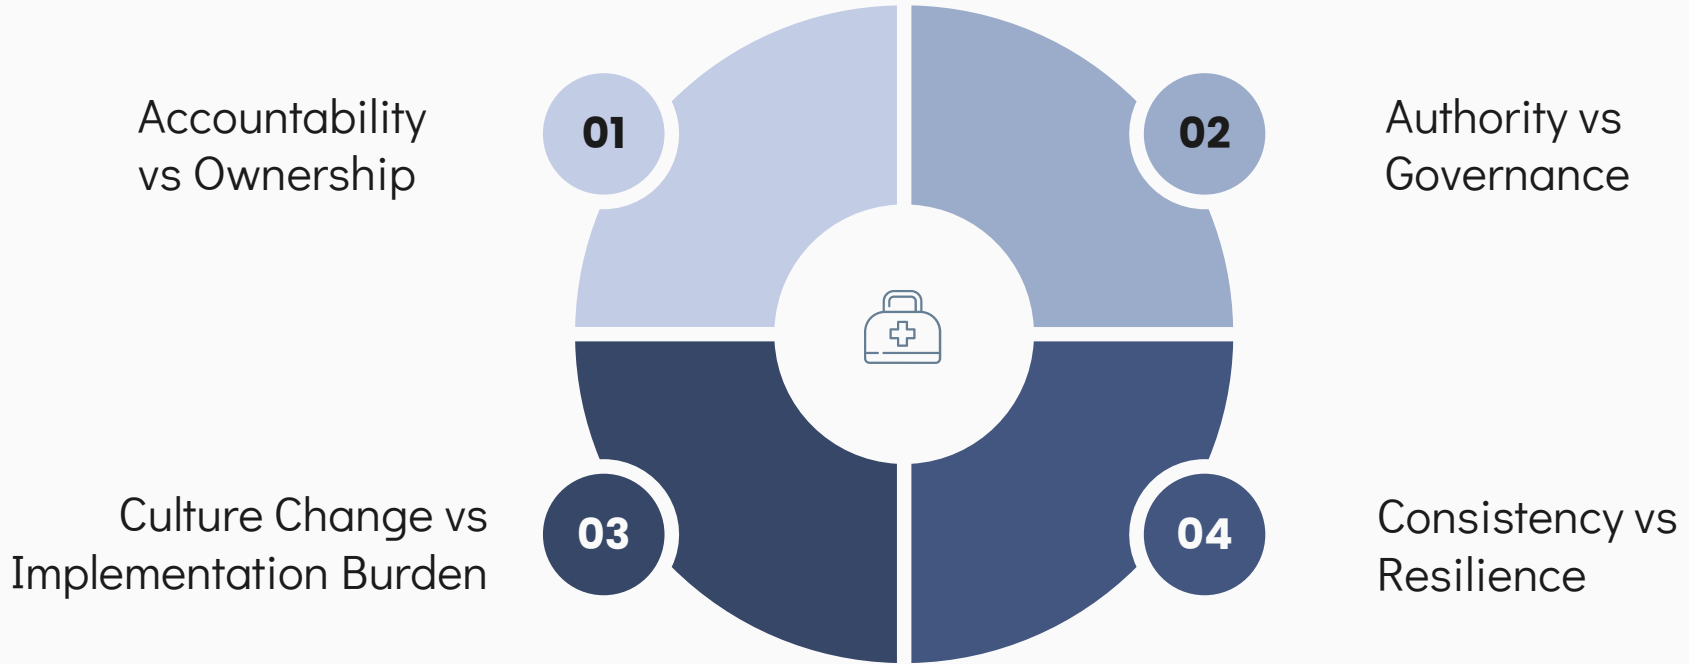 Accountability
vs Ownership
01
02
Authority vs
Governance
Culture Change vs
Implementation Burden
03
04
Consistency vs
Resilience